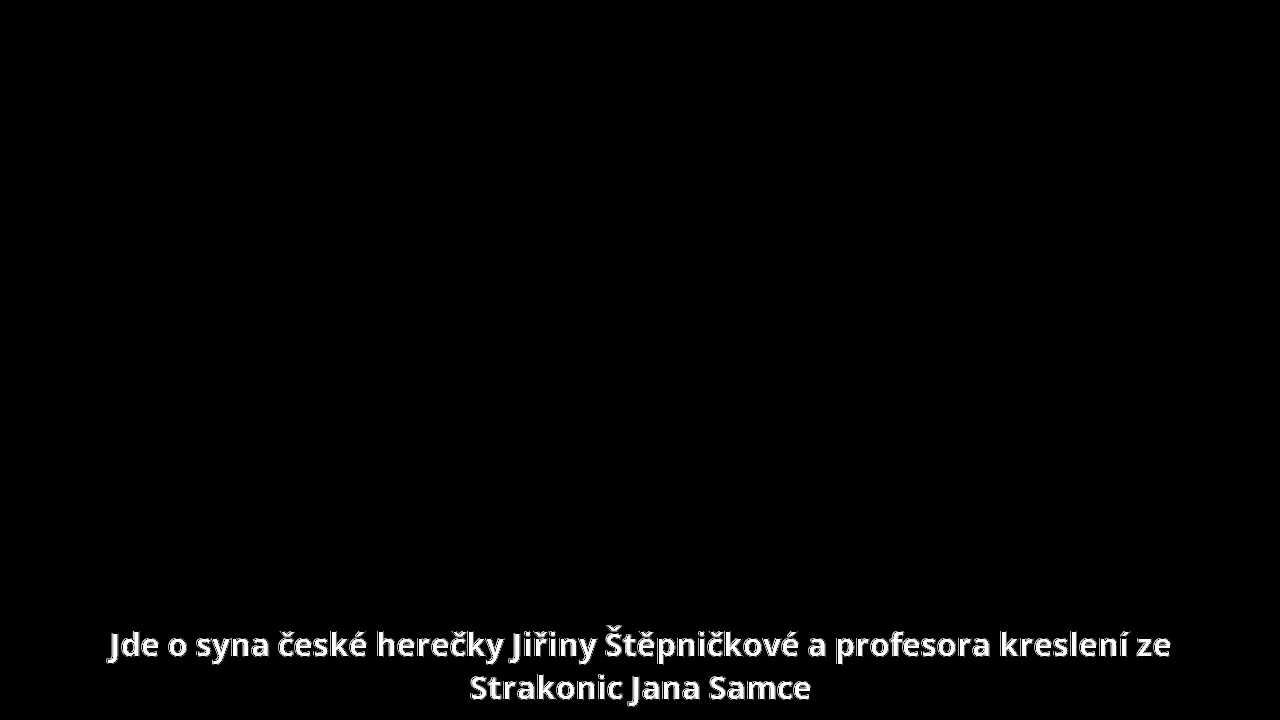 Jde o syna české herečky Jiřiny Štěpničkové a profesora kreslení ze
Strakonic Jana Samce